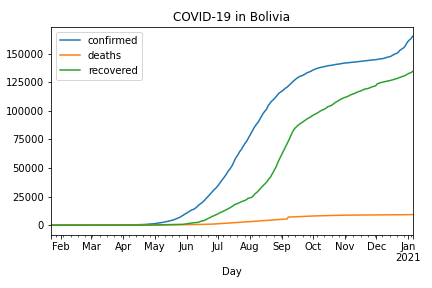 COVID-19 in Bolivia
confirmed
deaths
recovered
150000
125000
100000
75000
50000
25000
0
Feb Mar Apr May Jun Jul Aug Sep Oct Nov Dec Jan
2021
Day